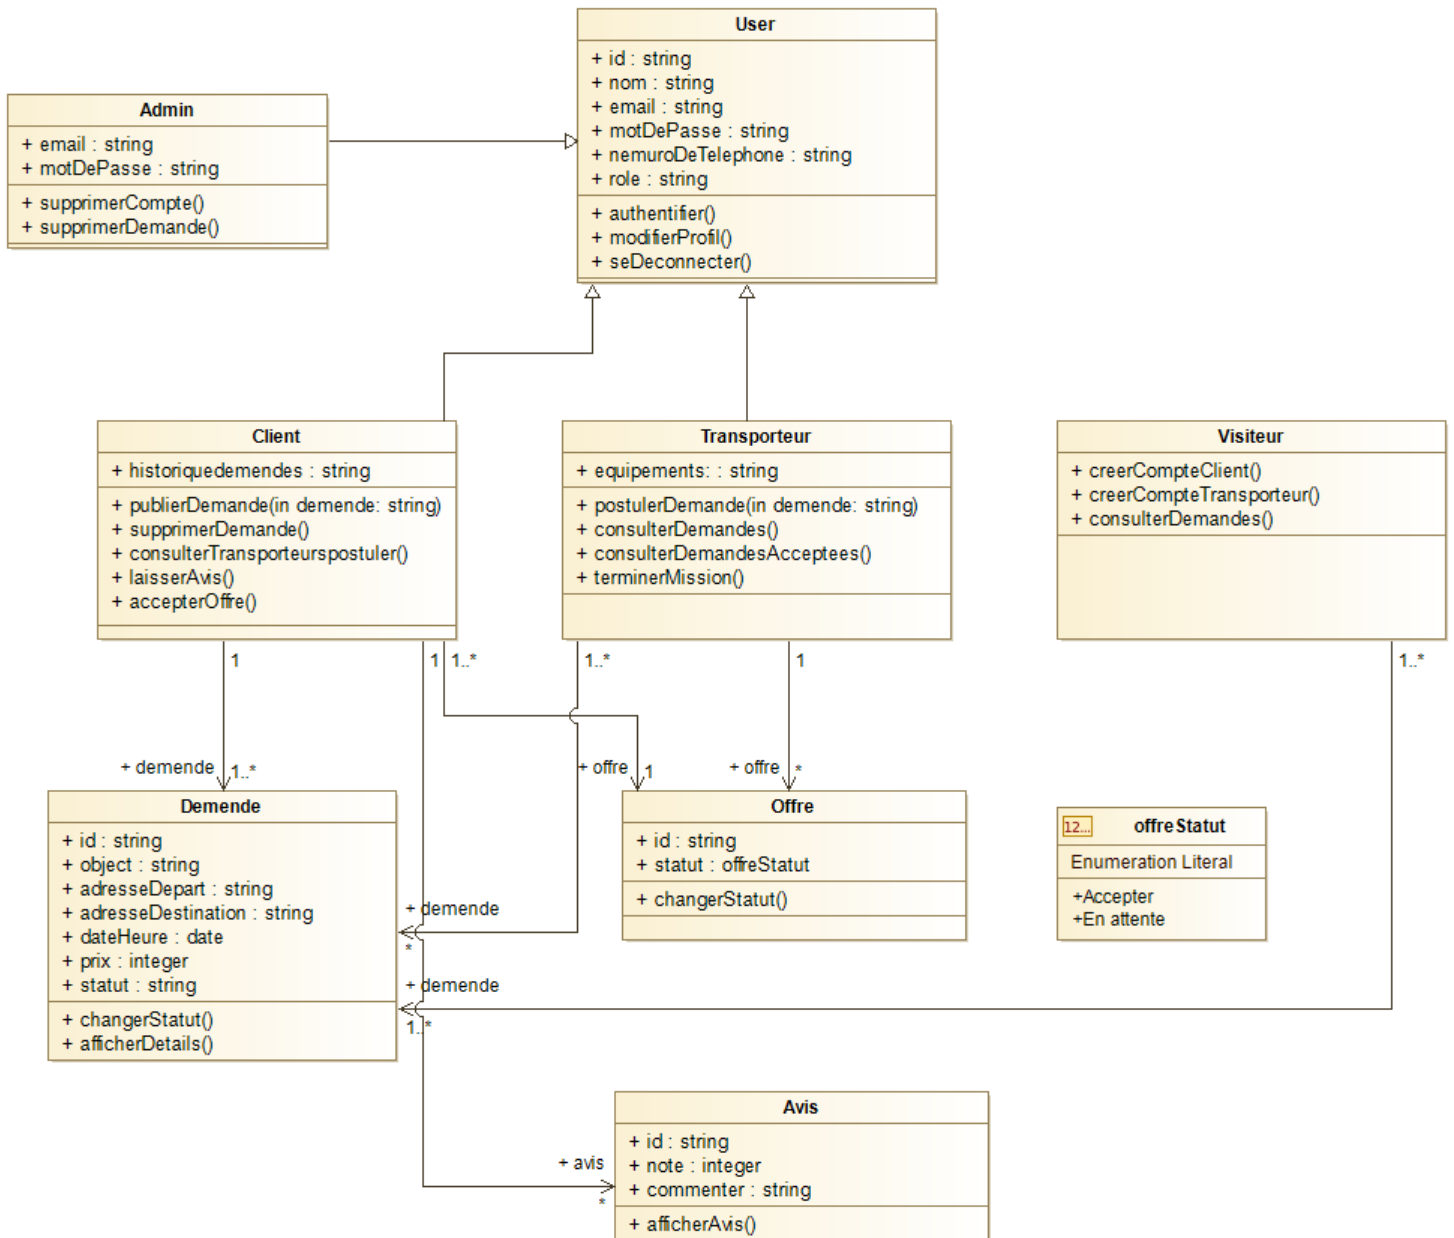 User
+ id : string
+ nom : string
+ email : string
+ motDePasse : string
+ nemuroDeTelephone : string
+ role : string
+ authentifier()
+ modifierProfil()
+ seDeconnecter()
Admin
+ email : string
+ motDePasse : string
+ supprimerCompte()
+ supprimerDemande()
Client
+ historiquedemendes : string
+ publierDemande(in demende: string)
+ supprimerDemande()
+ consulterTransporteurspostuler()
+ laisserAvis()
+ accepterOffre()
Transporteur
+ equipements: : string
+ postulerDemande(in demende: string)
+ consulterDemandes()
+ consulterDemandesAcceptees()
+ terminerMission()
Visiteur
+ creerCompteClient()
+ creerCompteTransporteur()
+ consulterDemandes()
1
1
1..*
1..*
1
1..*
+ demende
1..*
+ offre
1
+ offre
*
Demende
+ id : string
+ object : string
+ adresseDepart : string
+ adresseDestination : string
+ dateHeure : date
+ prix : integer
+ statut : string
+ changerStatut()
+ afficherDetails()
+ demende
*
+ demende
1..*
Offre
+ id : string
+ statut : offreStatut
+ changerStatut()
12...
offreStatut
Enumeration Literal
+Accepter
+En attente
+ avis
*
Avis
+ id : string
+ note : integer
+ commenter : string
+ afficherAvis()